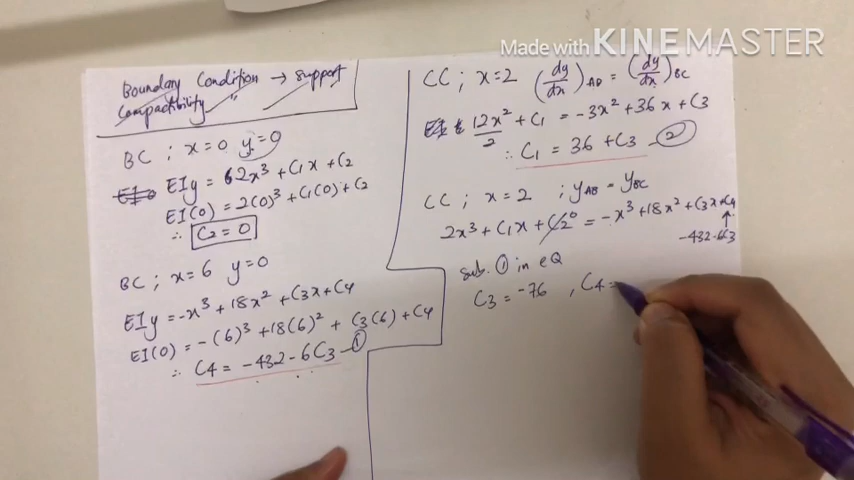 Made with KINEMASTER
Boundary Condition → support
Compactibility
BC ; x=0 y=0
EIy = 2x³ + C1x + C2
EI(0) = 2(0)³ + C1(0) + C2
∴ C2 = 0
BC ; x=6 y=0
EIy = -x³ + 18x² + C3x + C4
EI(0) = -(6)³ + 18(6)² + C3(6) + C4
∴ C4 = -432 - 6C3 - ①
CC ; x=2 (dy/dx)AB = (dy/dx)BC
12x²/2 + C1 = -3x² + 36x + C3
∴ C1 = 36 + C3 - ②
CC ; x=2 ; yAB = yBC
2x³ + C1x + C2⁰ = -x³ + 18x² + C3x + C4
↑
-432-6C3
sub. ① in eQ
C3 = -76 , C4 =